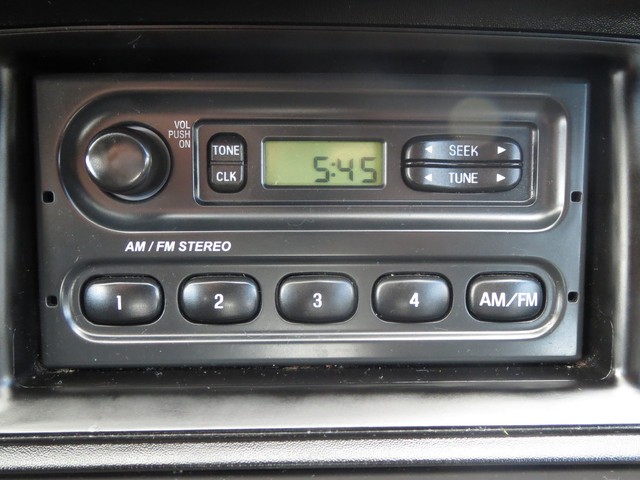 VOL
PUSH
ON
TONE
CLK
5:45
◄ SEEK ►
◄ TUNE ►
AM / FM STEREO
1 2 3 4 AM/FM